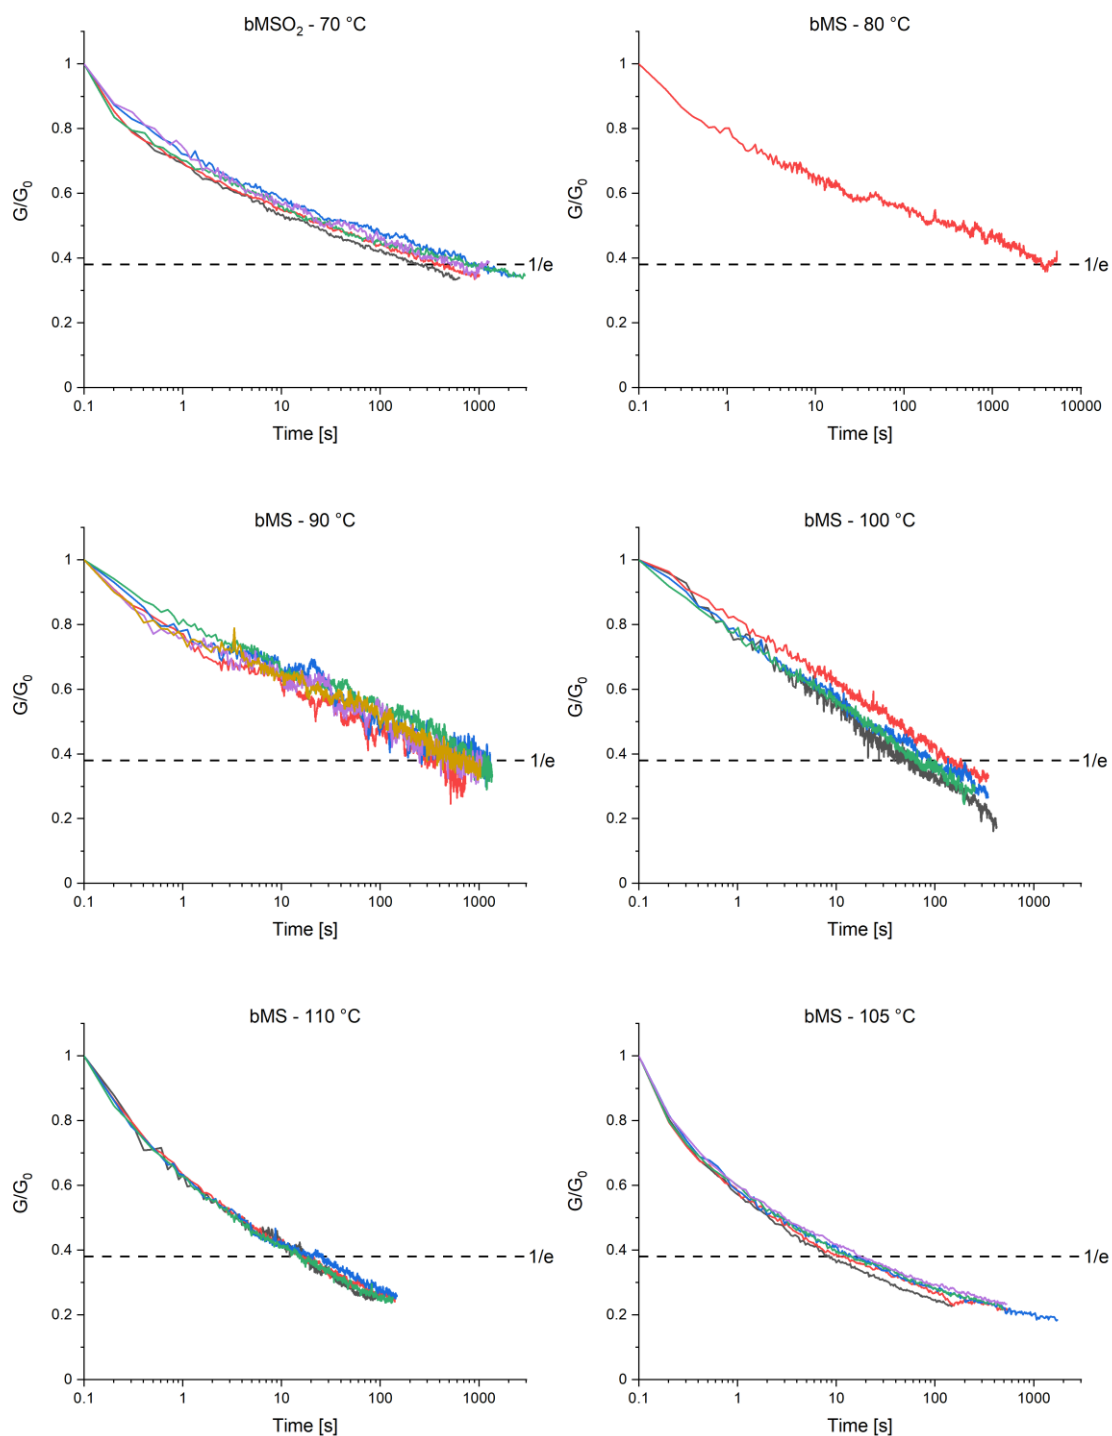 bMSO₂ - 70 °C
G/G₀
1
0.8
0.6
0.4
0.2
0
1/e
0.1 1 10 100 1000
Time [s]
bMS - 80 °C
G/G₀
1
0.8
0.6
0.4
0.2
0
1/e
0.1 1 10 100 1000 10000
Time [s]
bMS - 90 °C
G/G₀
1
0.8
0.6
0.4
0.2
0
1/e
0.1 1 10 100 1000
Time [s]
bMS - 100 °C
G/G₀
1
0.8
0.6
0.4
0.2
0
1/e
0.1 1 10 100 1000
Time [s]
bMS - 110 °C
G/G₀
1
0.8
0.6
0.4
0.2
0
1/e
0.1 1 10 100 1000
Time [s]
bMS - 105 °C
G/G₀
1
0.8
0.6
0.4
0.2
0
1/e
0.1 1 10 100 1000
Time [s]